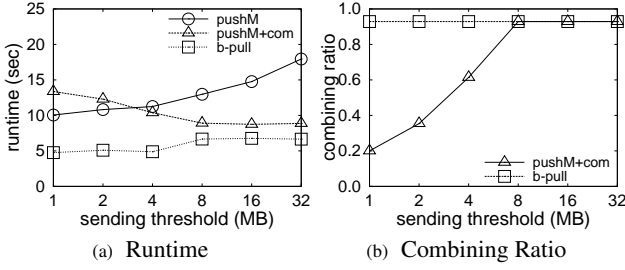 25
20
15
10
5
0
runtime (sec)
pushM
pushM+com
b-pull
1 2 4 8 16 32
sending threshold (MB)
(a) Runtime
1.0
0.8
0.6
0.4
0.2
0.0
combining ratio
pushM+com
b-pull
1 2 4 8 16 32
sending threshold (MB)
(b) Combining Ratio